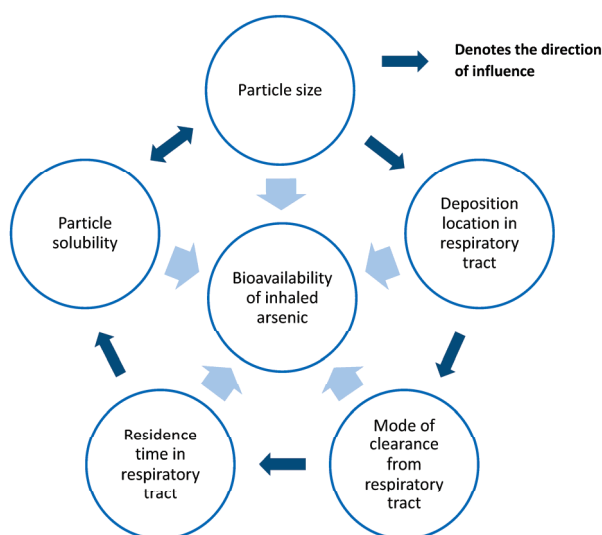 Denotes the direction
of influence
Particle size
Particle
solubility
Deposition
location in
respiratory
tract
Bioavailability
of inhaled
arsenic
Residence
time in
respiratory
tract
Mode of
clearance
from
respiratory
tract